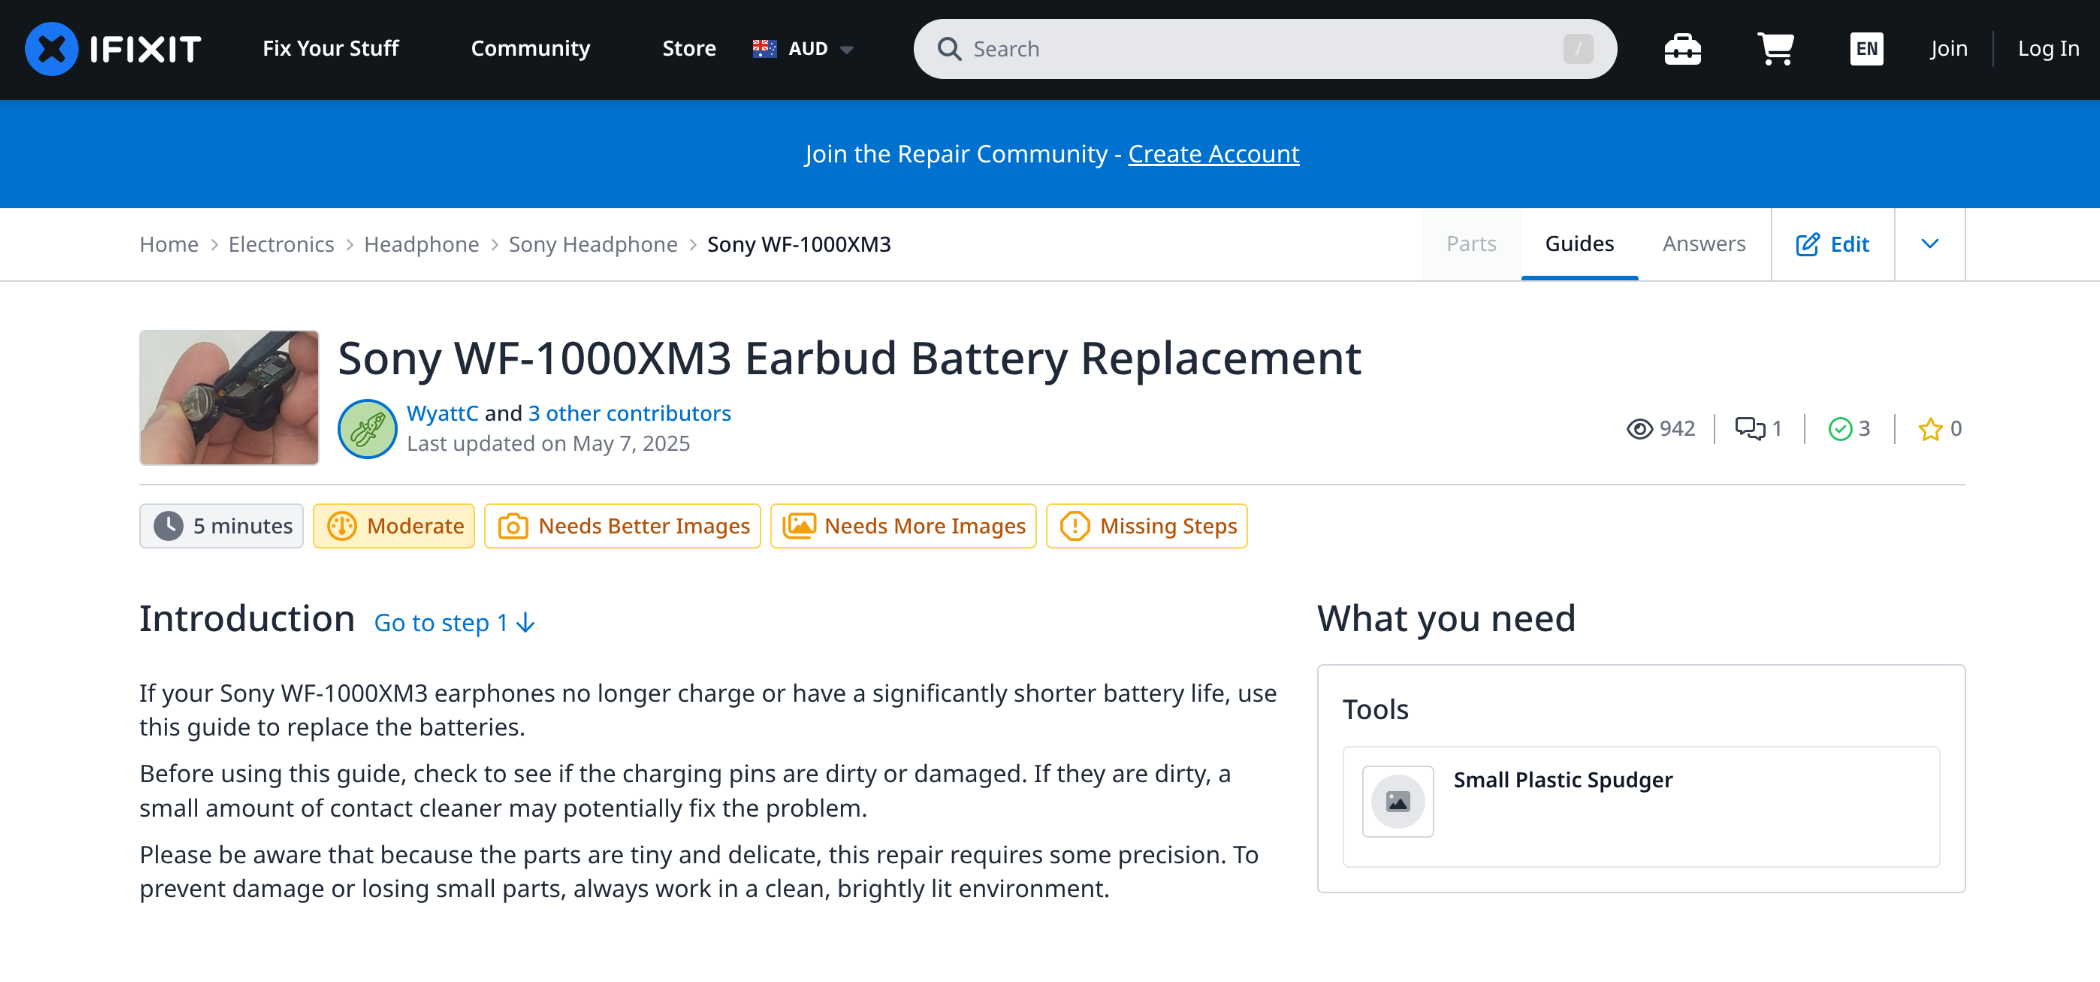 IFIXIT Fix Your Stuff Community Store AUD Search / EN Join Log In
Join the Repair Community - Create Account
Home > Electronics > Headphone > Sony Headphone > Sony WF-1000XM3 Parts Guides Answers Edit
Sony WF-1000XM3 Earbud Battery Replacement
WyattC and 3 other contributors
Last updated on May 7, 2025
942 1 3 0
5 minutes Moderate Needs Better Images Needs More Images Missing Steps
Introduction Go to step 1
If your Sony WF-1000XM3 earphones no longer charge or have a significantly shorter battery life, use
this guide to replace the batteries.
Before using this guide, check to see if the charging pins are dirty or damaged. If they are dirty, a
small amount of contact cleaner may potentially fix the problem.
Please be aware that because the parts are tiny and delicate, this repair requires some precision. To
prevent damage or losing small parts, always work in a clean, brightly lit environment.
What you need
Tools
Small Plastic Spudger